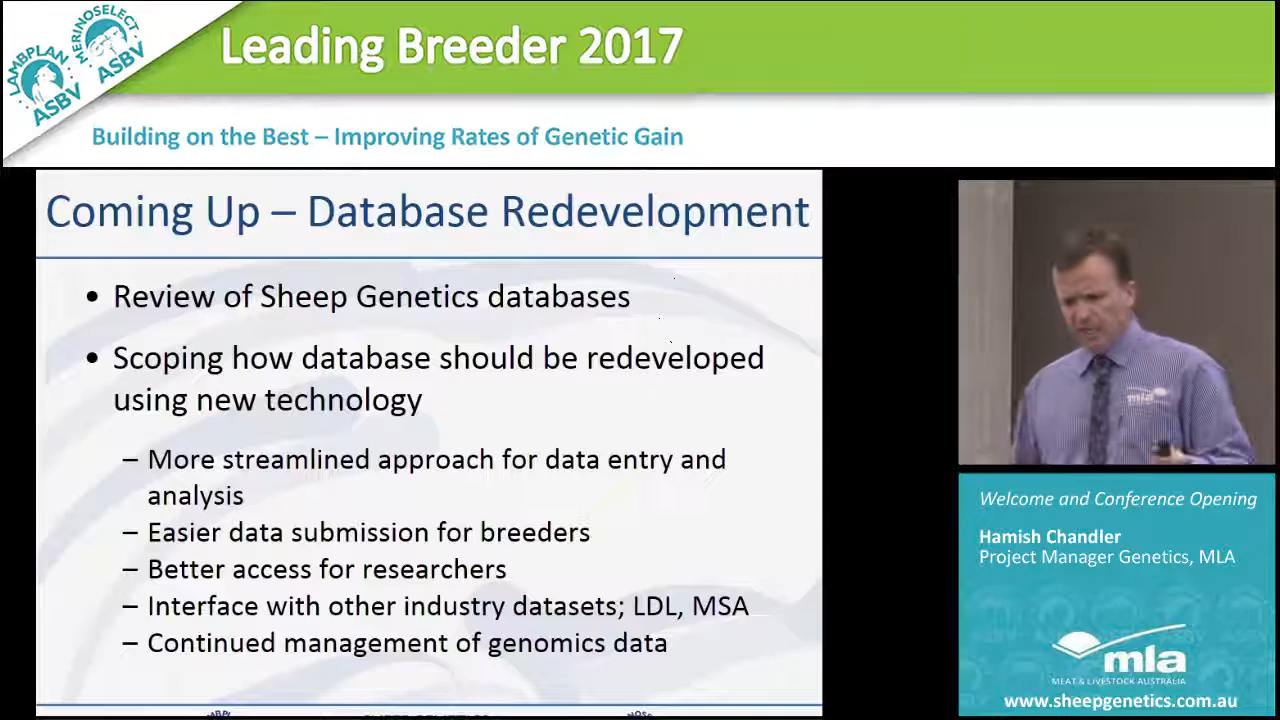 LAMBPLAN
ASBV
MERINOSELECT
ASBV
Leading Breeder 2017
Building on the Best – Improving Rates of Genetic Gain
Coming Up – Database Redevelopment
• Review of Sheep Genetics databases
• Scoping how database should be redeveloped
using new technology
– More streamlined approach for data entry and
analysis
– Easier data submission for breeders
– Better access for researchers
– Interface with other industry datasets; LDL, MSA
– Continued management of genomics data
Welcome and Conference Opening
Hamish Chandler
Project Manager Genetics, MLA
mla
MEAT & LIVESTOCK AUSTRALIA
www.sheepgenetics.com.au